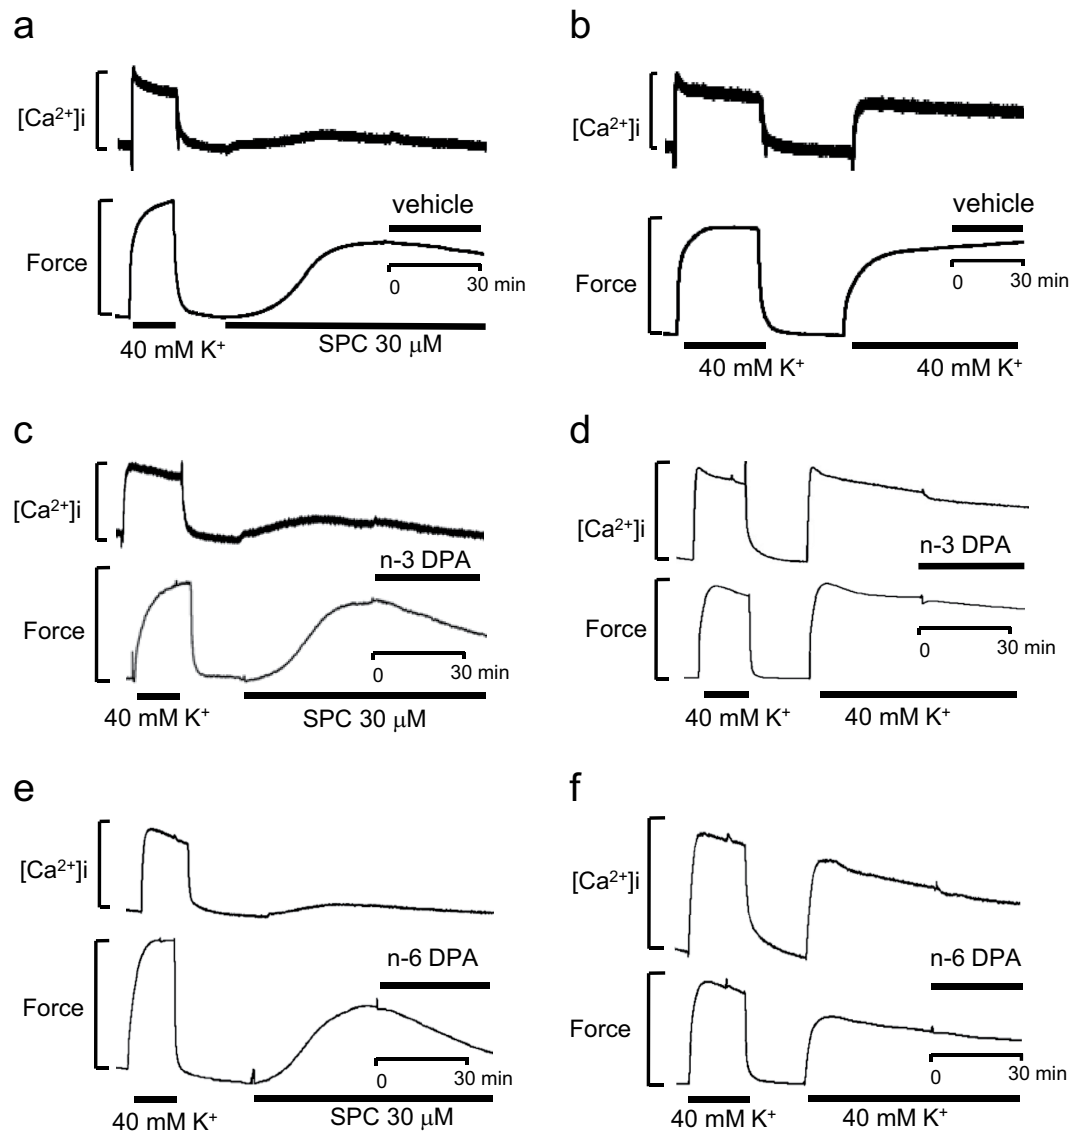 a
[Ca²⁺]i
Force
vehicle
0 30 min
40 mM K⁺ SPC 30 μM
b
[Ca²⁺]i
Force
vehicle
0 30 min
40 mM K⁺ 40 mM K⁺
c
[Ca²⁺]i
n-3 DPA
Force
0 30 min
40 mM K⁺ SPC 30 μM
d
[Ca²⁺]i
n-3 DPA
Force
0 30 min
40 mM K⁺ 40 mM K⁺
e
[Ca²⁺]i
n-6 DPA
Force
0 30 min
40 mM K⁺ SPC 30 μM
f
[Ca²⁺]i
n-6 DPA
Force
0 30 min
40 mM K⁺ 40 mM K⁺